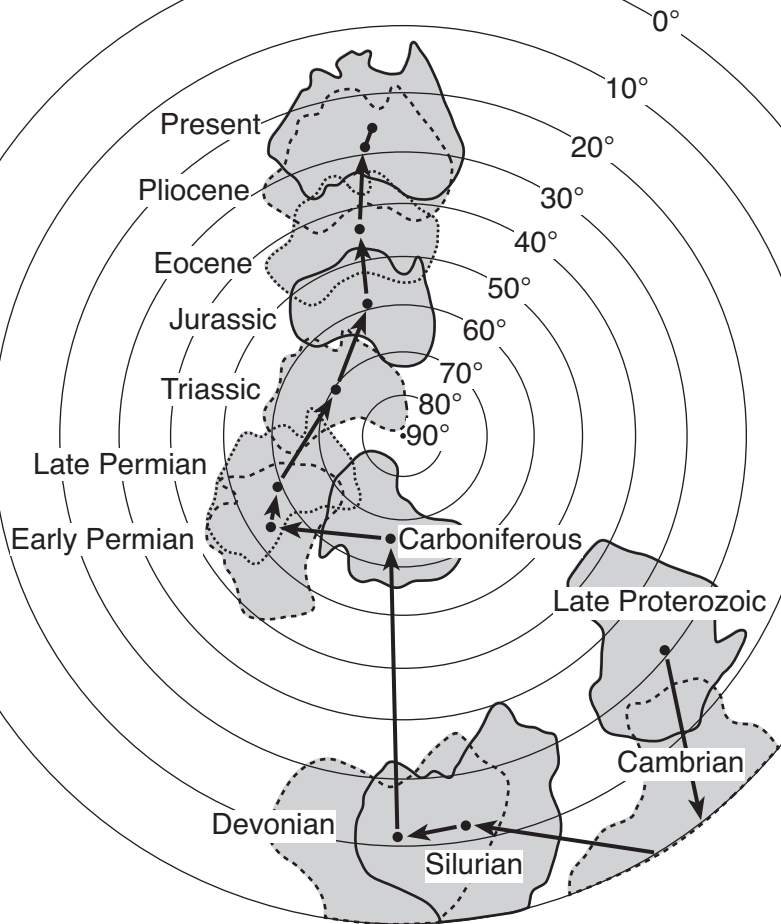 0°
10°
20°
30°
40°
50°
60°
70°
80°
90°
Present
Pliocene
Eocene
Jurassic
Triassic
Late Permian
Early Permian
Carboniferous
Late Proterozoic
Cambrian
Devonian
Silurian